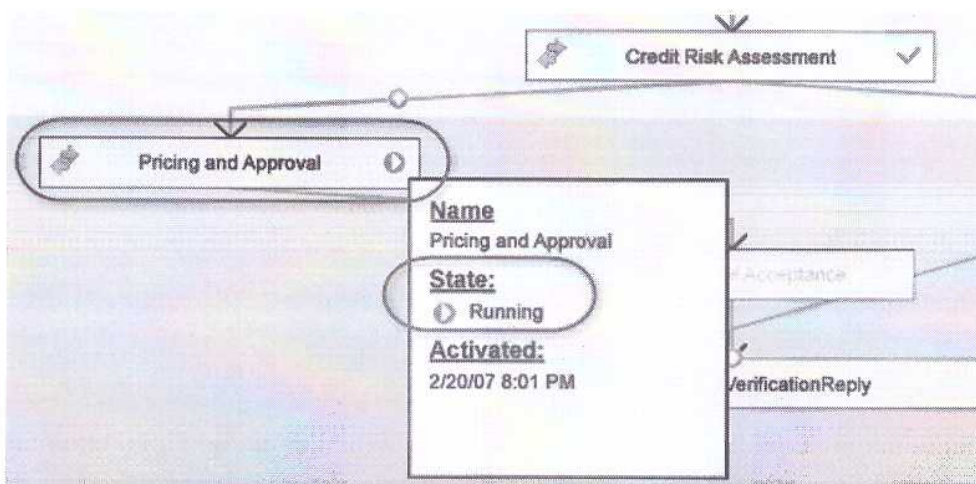 Credit Risk Assessment
Pricing and Approval
Name
Pricing and Approval
State:
Running
Activated:
2/20/07 8:01 PM
Acceptance
VerificationReply